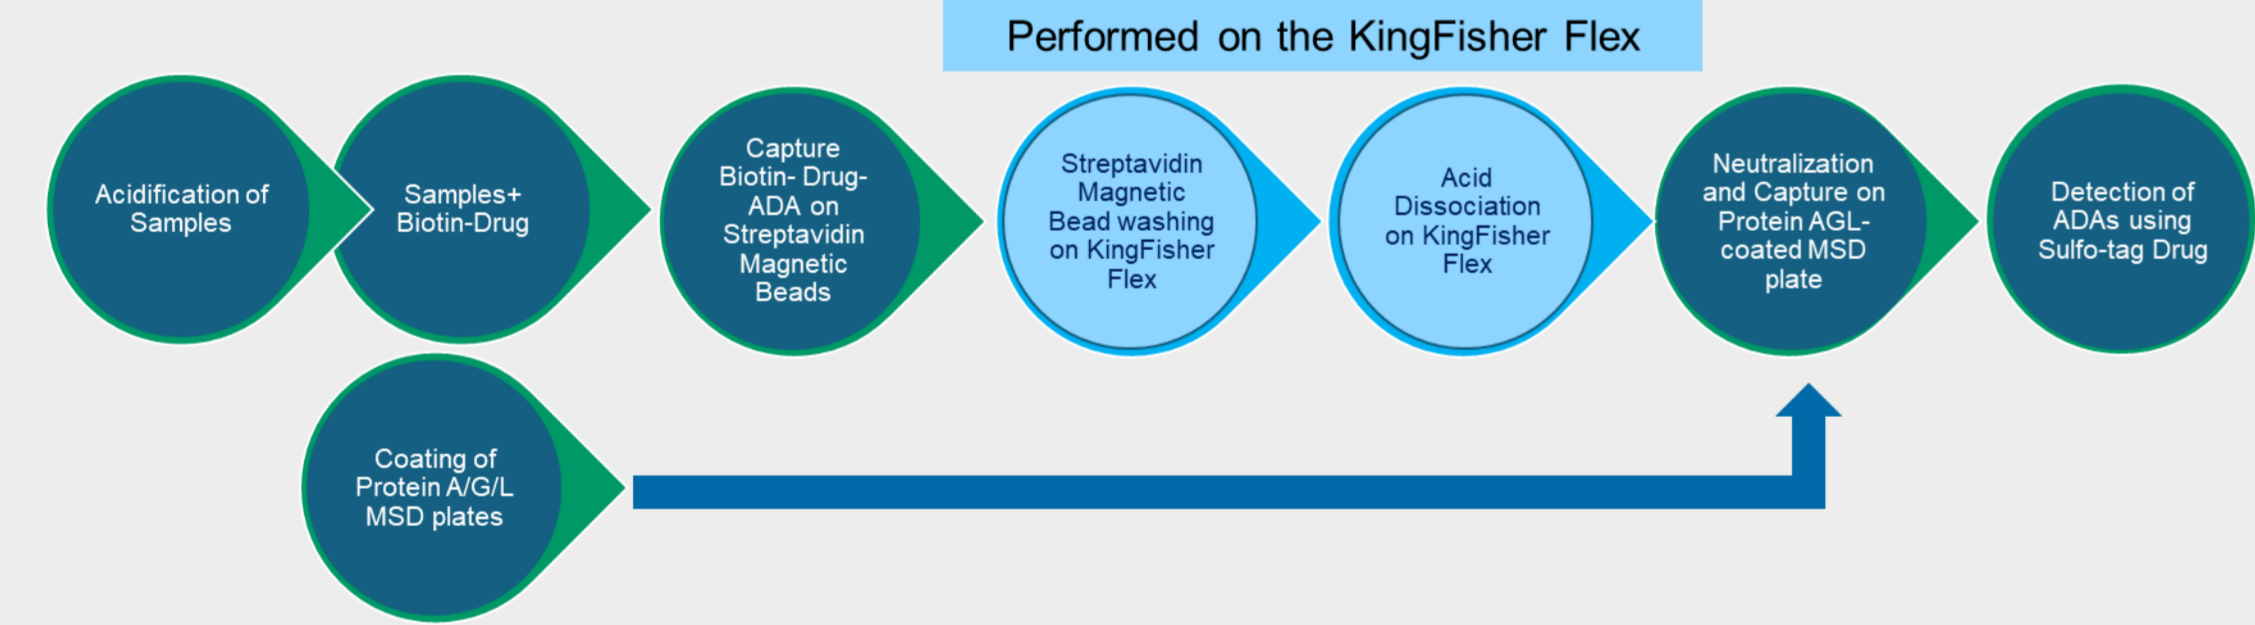 Performed on the KingFisher Flex
Acidification of
Samples
Samples+
Biotin-Drug
Capture
Biotin- Drug-
ADA on
Streptavidin
Magnetic
Beads
Streptavidin
Magnetic
Bead washing
on KingFisher
Flex
Acid
Dissociation
on KingFisher
Flex
Neutralization
and Capture on
Protein AGL-
coated MSD
plate
Detection of
ADAs using
Sulfo-tag Drug
Coating of
Protein A/G/L
MSD plates